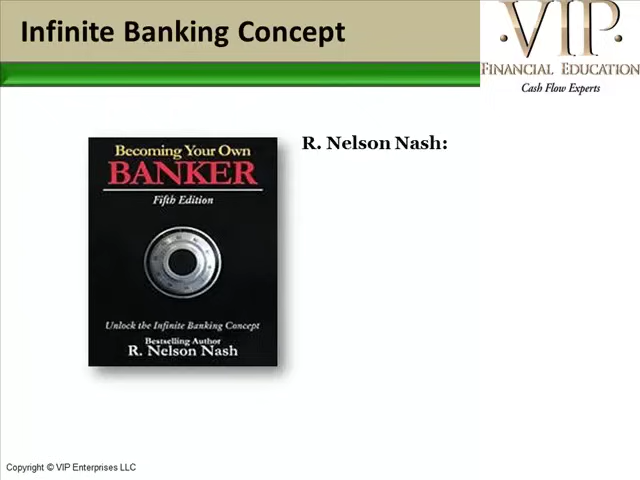 Infinite Banking Concept
·VIP·
FINANCIAL EDUCATION
Cash Flow Experts
R. Nelson Nash:
Becoming Your Own
BANKER
Fifth Edition
Unlock the Infinite Banking Concept
Bestselling Author
R. Nelson Nash
Copyright © VIP Enterprises LLC